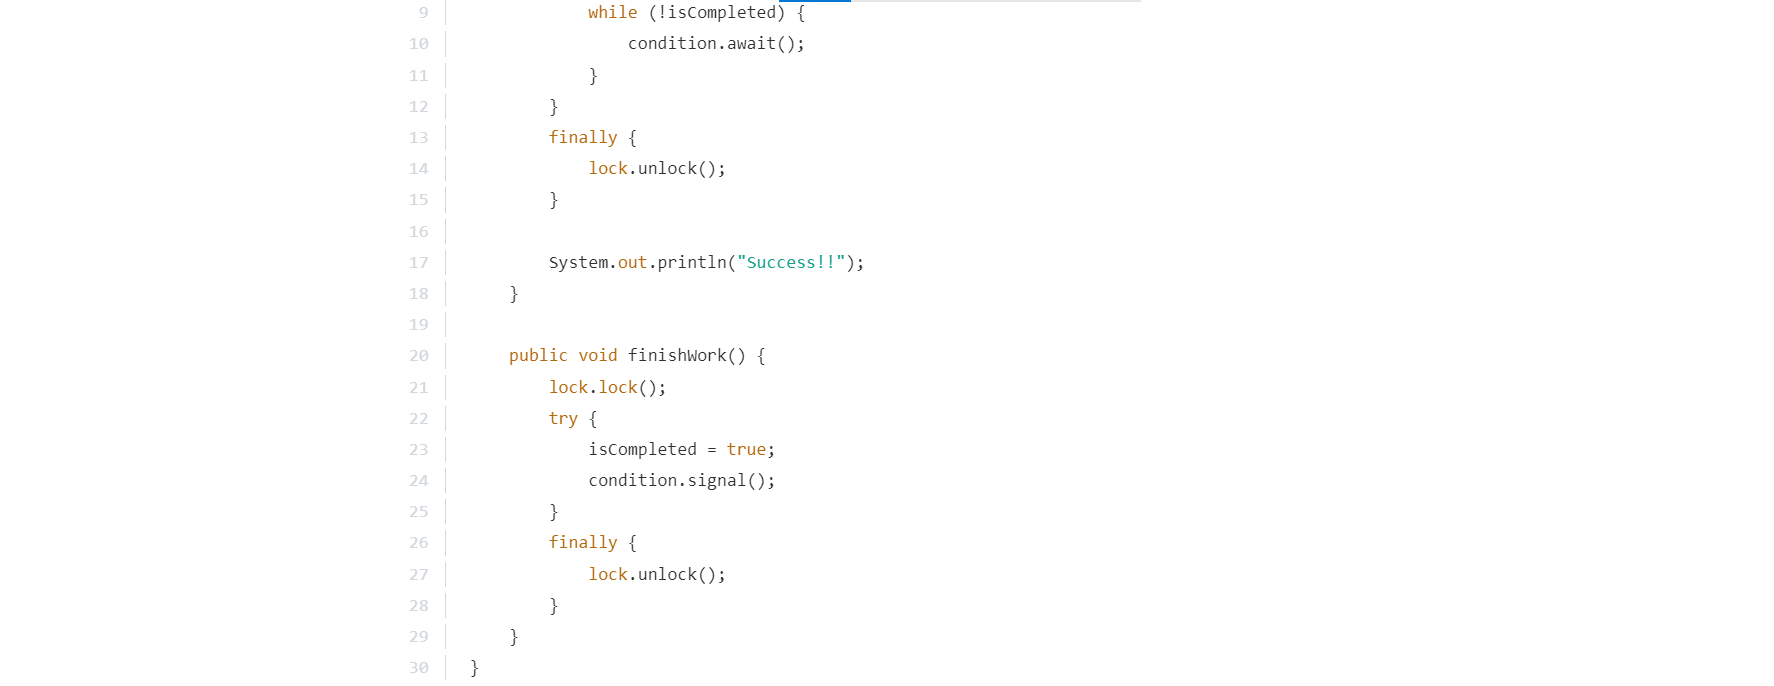 9 while (!isCompleted) {
10 condition.await();
11 }
12 }
13 finally {
14 lock.unlock();
15 }
16
17 System.out.println("Success!!");
18 }
19
20 public void finishWork() {
21 lock.lock();
22 try {
23 isCompleted = true;
24 condition.signal();
25 }
26 finally {
27 lock.unlock();
28 }
29 }
30 }